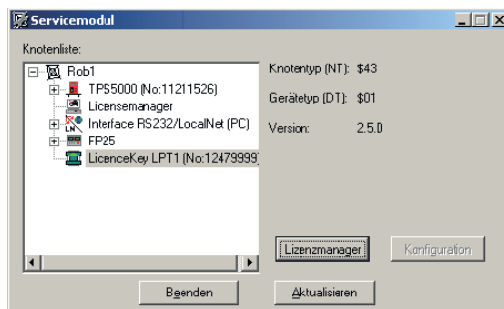 Servicemodul
Knotenliste:
Rob1
TPS5000 (No:11211526)
Licensemanager
Interface RS232/LocalNet (PC)
FP25
LicenceKey LPT1 (No:12479999)
Knotentyp (NT): $43
Gerätetyp (DT): $01
Version: 2.5.0
Lizenzmanager
Konfiguration
Beenden
Aktualisieren